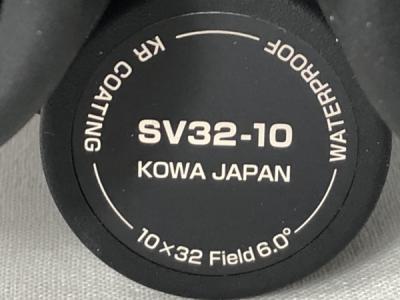 KR COATING
WATERPROOF
SV32-10
KOWA JAPAN
10×32 Field 6.0°